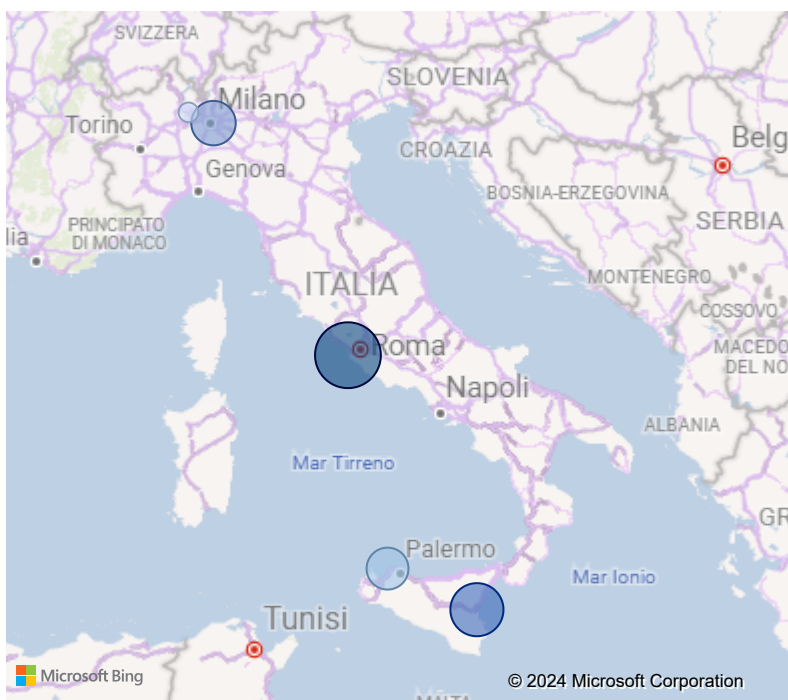 SVIZZERA
SLOVENIA
Milano
Torino
Belg
CROAZIA
Genova
BOSNIA-ERZEGOVINA
PRINCIPATO
DI MONACO
lia
SERBIA
ITALIA
MONTENEGRO
COSSOVO
Roma
MACEDO
DEL NO
Napoli
ALBANIA
Mar Tirreno
GR
Palermo
Mar Ionio
Tunisi
Microsoft Bing
© 2024 Microsoft Corporation